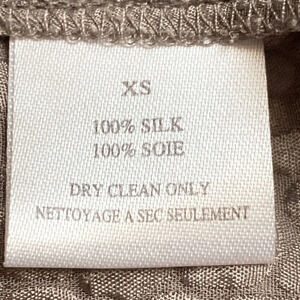 XS
100% SILK
100% SOIE
DRY CLEAN ONLY
NETTOYAGE A SEC SEULEMENT